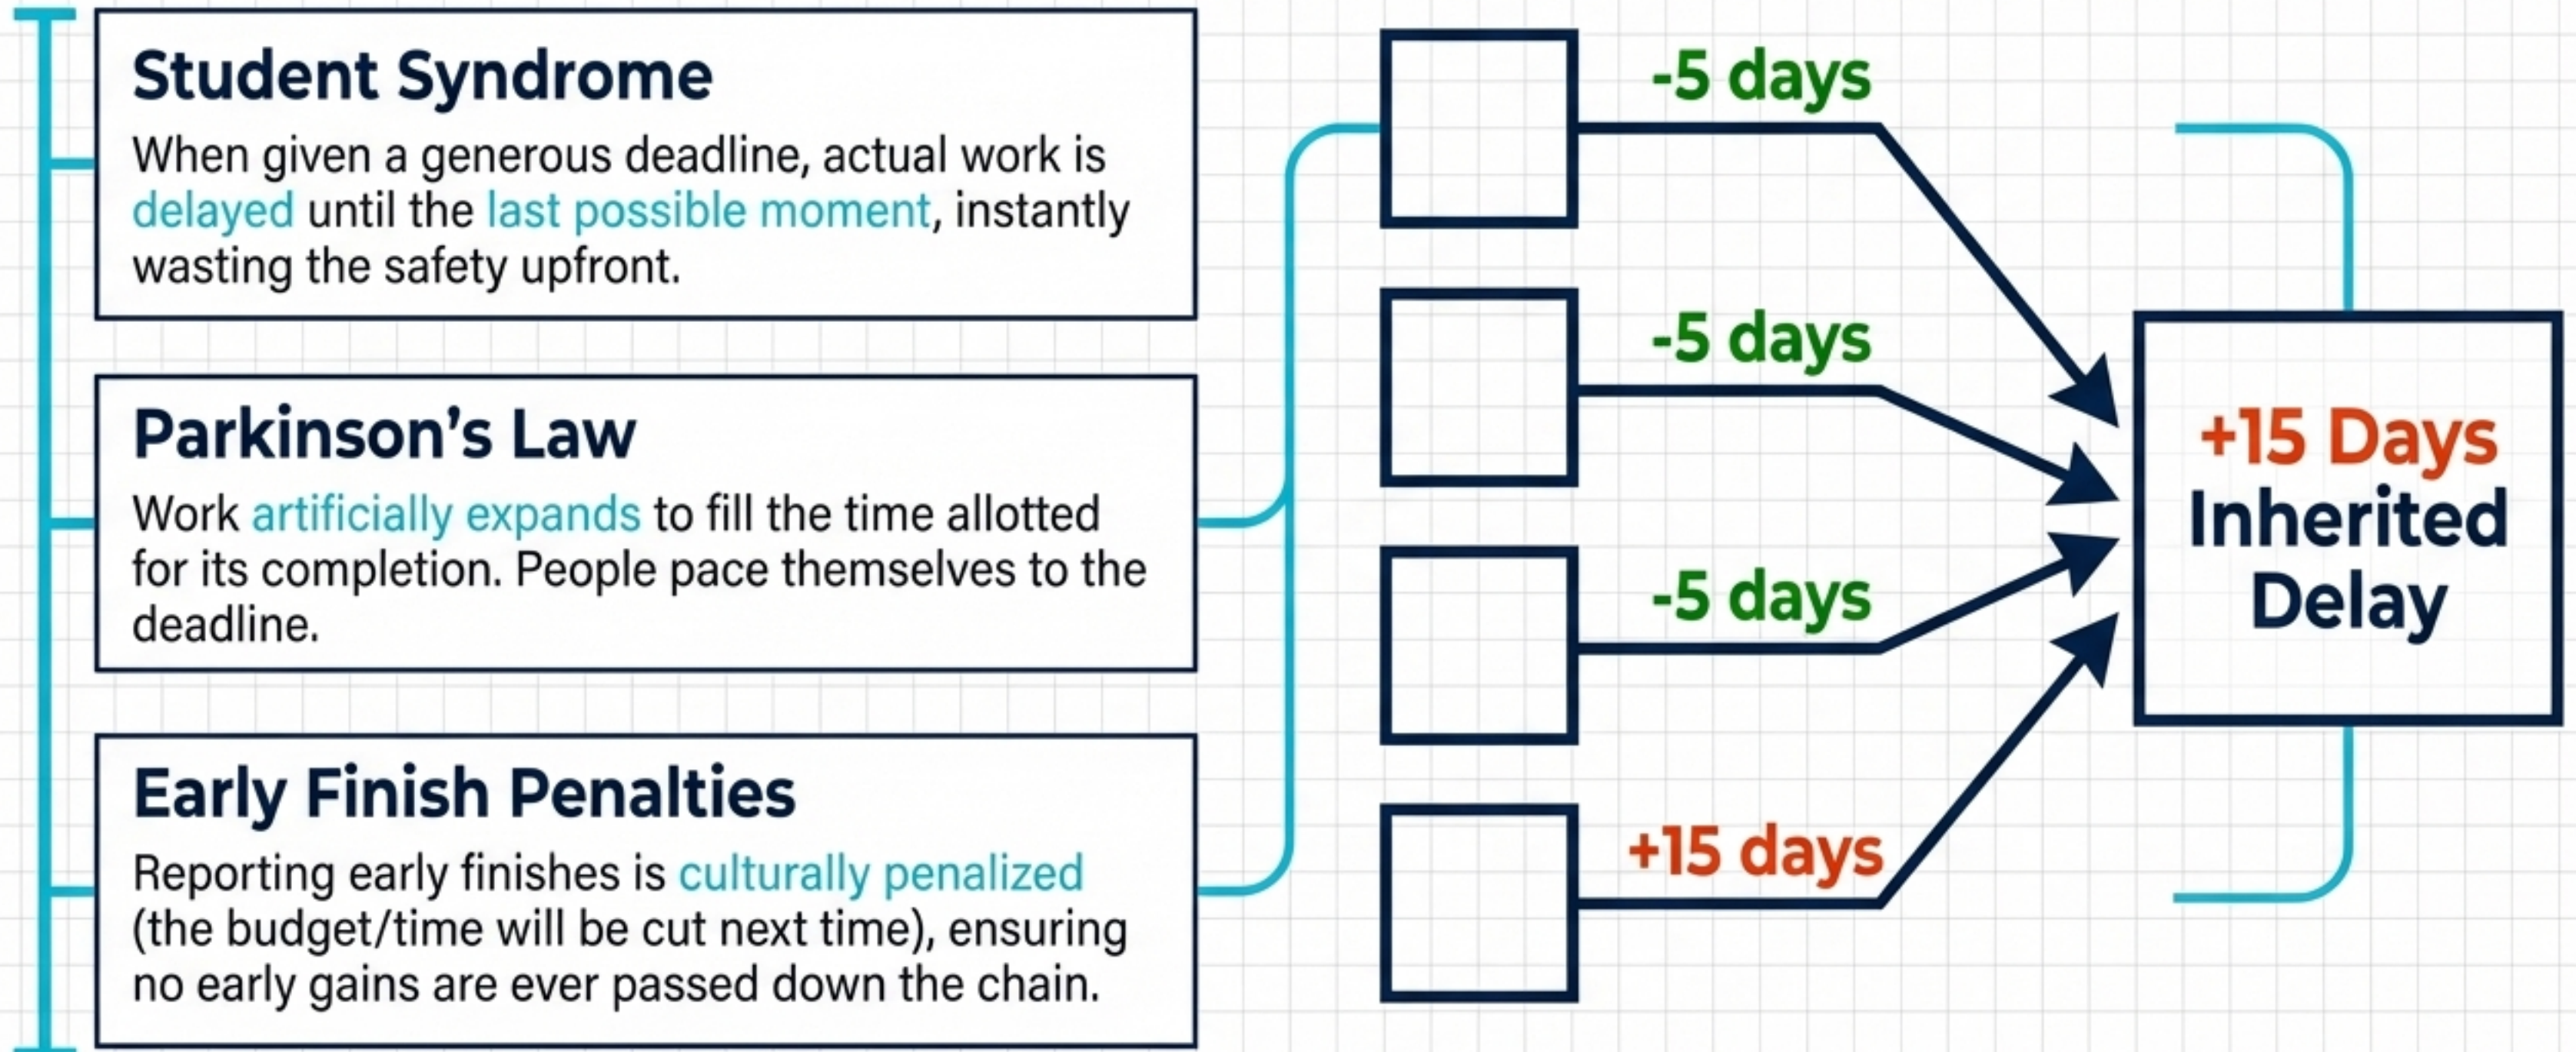 Student Syndrome
When given a generous deadline, actual work is
delayed until the last possible moment, instantly
wasting the safety upfront.
Parkinson’s Law
Work artificially expands to fill the time allotted
for its completion. People pace themselves to the
deadline.
Early Finish Penalties
Reporting early finishes is culturally penalized
(the budget/time will be cut next time), ensuring
no early gains are ever passed down the chain.
-5 days
-5 days
-5 days
+15 days
+15 Days
Inherited
Delay